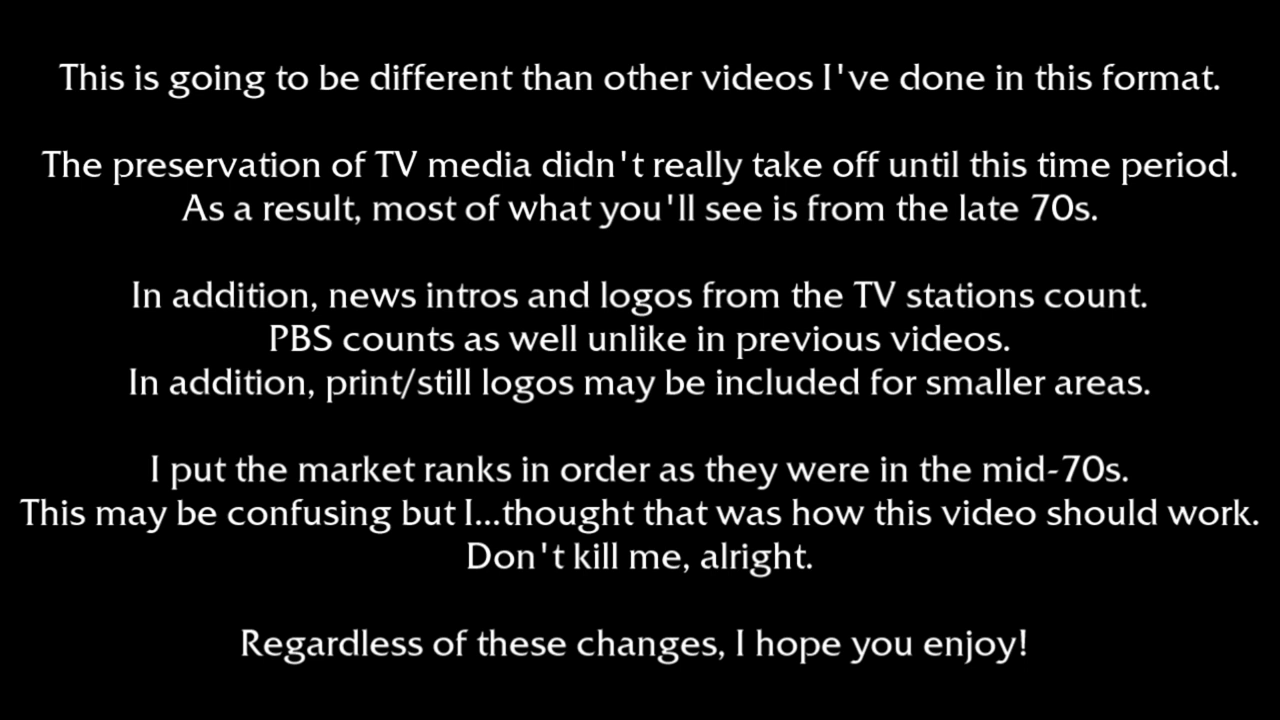 This is going to be different than other videos I've done in this format.
The preservation of TV media didn't really take off until this time period.
As a result, most of what you'll see is from the late 70s.
In addition, news intros and logos from the TV stations count.
PBS counts as well unlike in previous videos.
In addition, print/still logos may be included for smaller areas.
I put the market ranks in order as they were in the mid-70s.
This may be confusing but I...thought that was how this video should work.
Don't kill me, alright.
Regardless of these changes, I hope you enjoy!